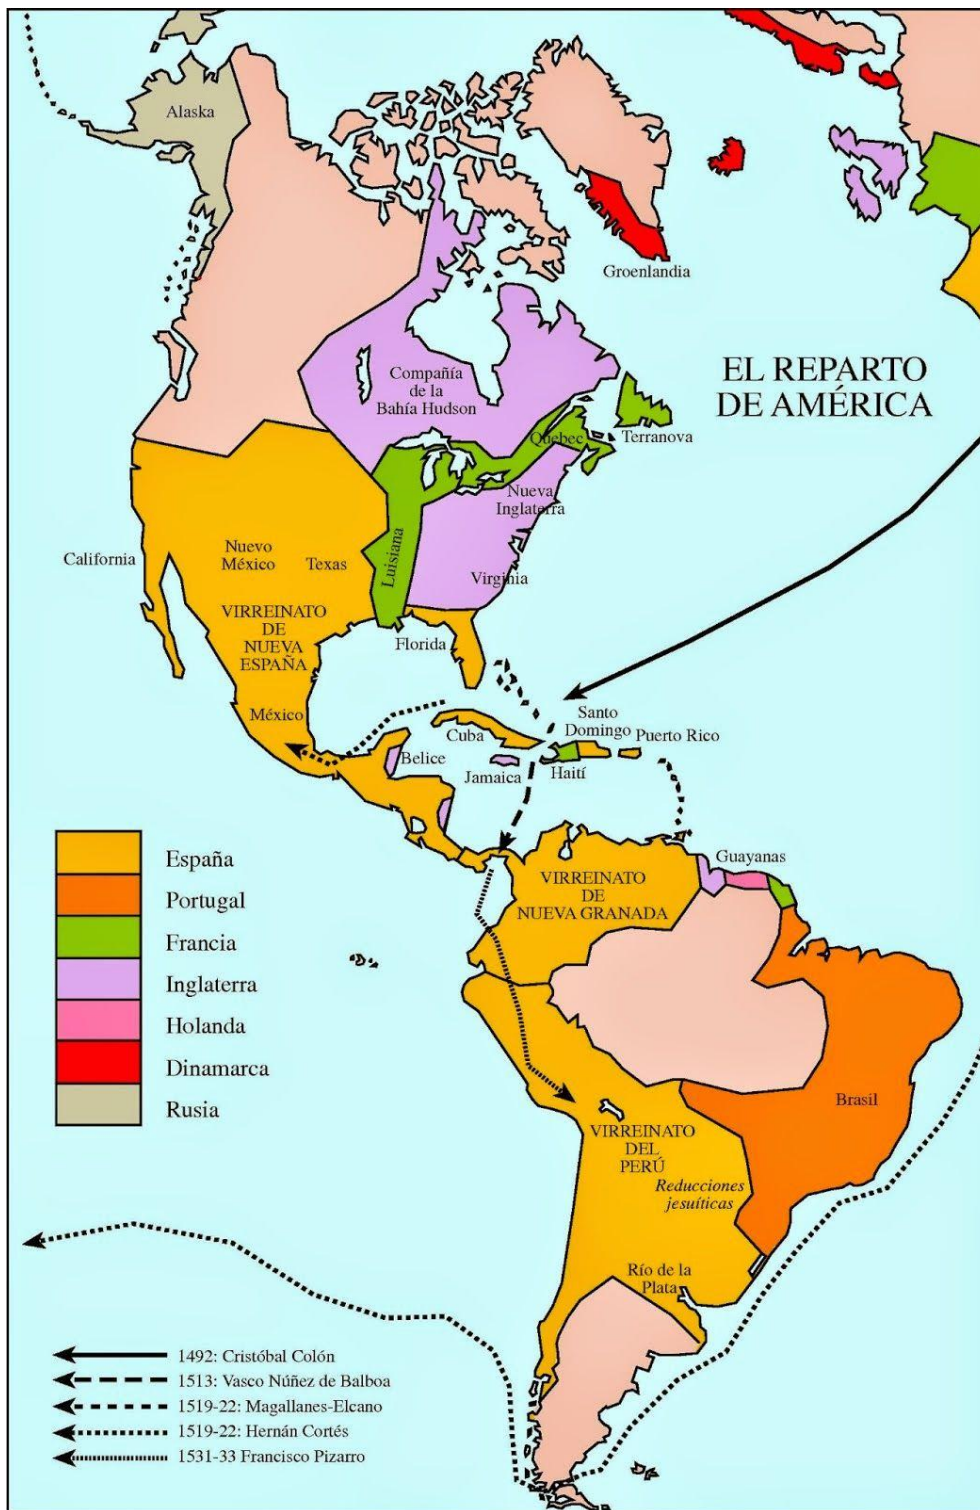 Alaska
Groenlandia
EL REPARTO
DE AMÉRICA
Compañía
de la
Bahía Hudson
Quebec
Terranova
Nueva
Inglaterra
California
Nuevo
México
Texas
Luisiana
Virginia
VIRREINATO
DE
NUEVA
ESPAÑA
Florida
México
Santo
Domingo
Puerto Rico
Cuba
Belice
Jamaica
Haití
España
Portugal
Francia
Inglaterra
Holanda
Dinamarca
Rusia
Guayanas
VIRREINATO
DE
NUEVA GRANADA
Brasil
VIRREINATO
DEL
PERÚ
Reducciones
jesuíticas
Río de la
Plata
1492: Cristóbal Colón
1513: Vasco Núñez de Balboa
1519-22: Magallanes-Elcano
1519-22: Hernán Cortés
1531-33 Francisco Pizarro